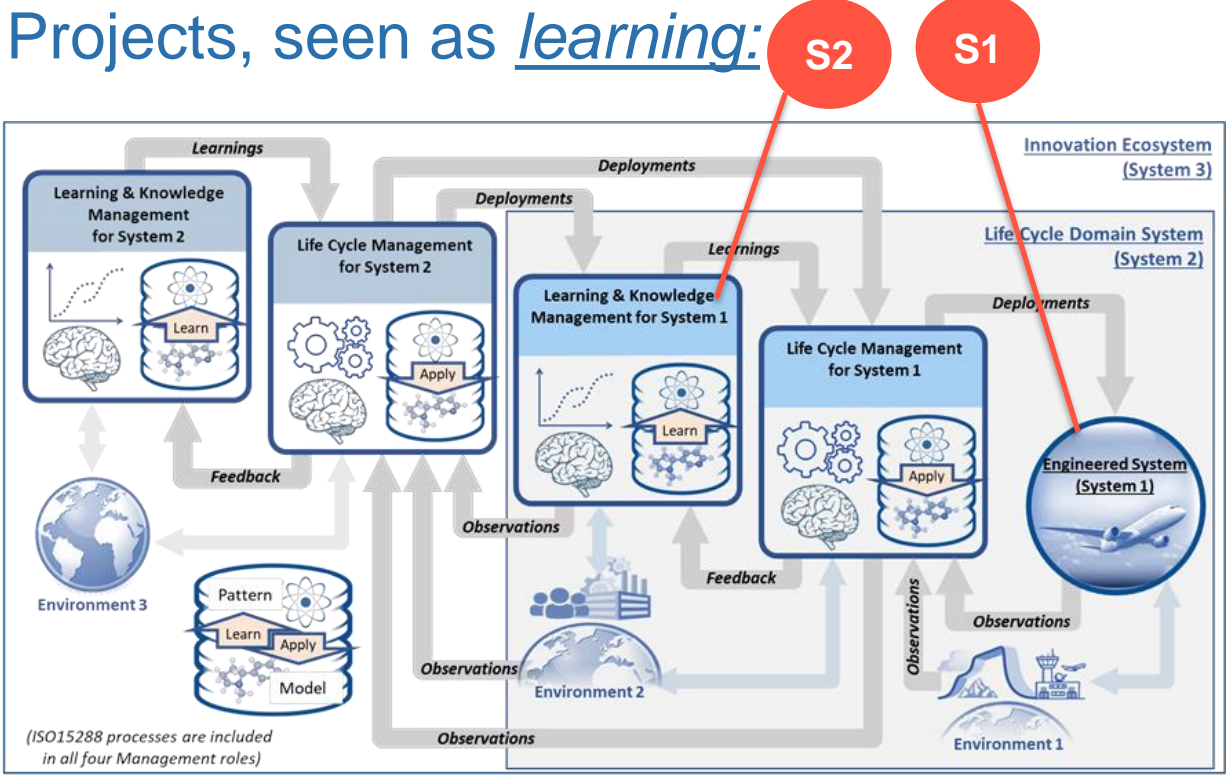 Projects, seen as learning:
S2
S1
Innovation Ecosystem
(System 3)
Learnings
Deployments
Deployments
Learning & Knowledge
Management
for System 2
Life Cycle Management
for System 2
Life Cycle Domain System
(System 2)
Learnings
Deployments
Learning & Knowledge
Management for System 1
Life Cycle Management
for System 1
Learn
Apply
Learn
Apply
Engineered System
(System 1)
Feedback
Observations
Feedback
Observations
Observations
Environment 3
Pattern
Learn
Apply
Model
Observations
Environment 2
Environment 1
Observations
(ISO15288 processes are included
in all four Management roles)